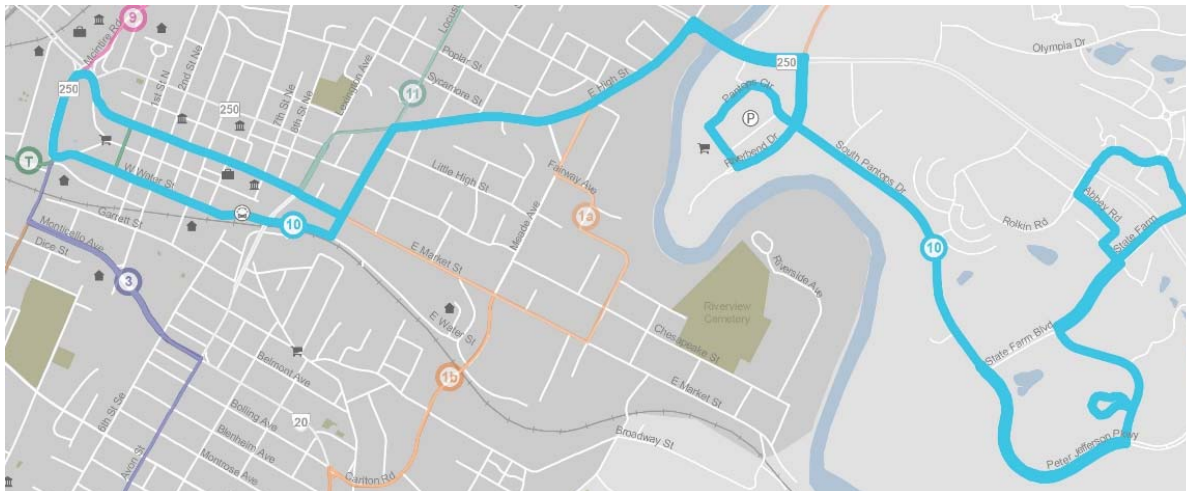 9
McIntire Rd
Locust
Olympia Dr
Poplar St
250
250
1st St N
2nd St Ne
250
Lexington Ave
11
Sycamore St
E High St
Pantops Ctr
P
7th St Ne
8th St Ne
T
W Water St
Little High St
Fairway Ave
Riverbend Dr
South Pantops Dr
Abbey Rd
Garrett St
10
Meade Ave
1a
Rolkin Rd
State Farm
Monticello Ave
Dice St
3
E Market St
10
Riverside Ave
Riverview
Cemetery
E Water St
Chesapeake St
State Farm Blvd
Belmont Ave
1b
E Market St
6th St Se
Bolling Ave
20
Blenheim Ave
Broadway St
Peter Jefferson Pkwy
Avon St
Montrose Ave
Carlton Rd